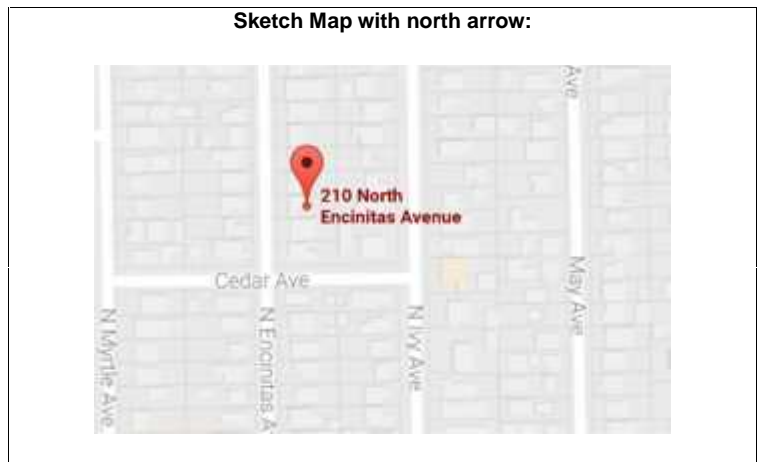 Sketch Map with north arrow:
Ave
210 North
Encinitas Avenue
Cedar Ave
N Myrtle Ave
N Encinitas A
N Ivy Ave
May Ave